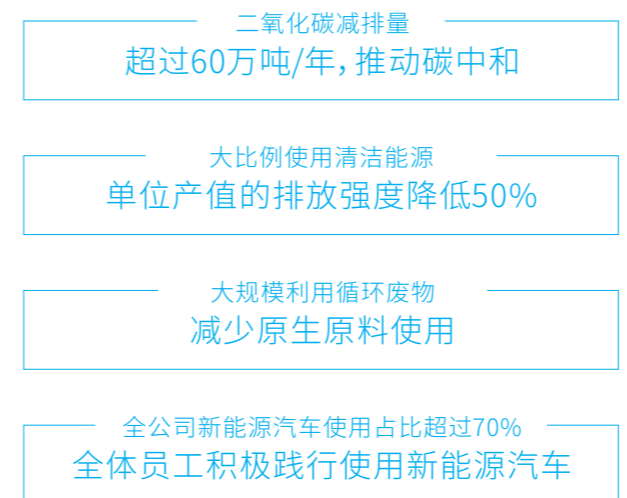 二氧化碳减排量
超过60万吨/年，推动碳中和
大比例使用清洁能源
单位产值的排放强度降低50%
大规模利用循环废物
减少原生原料使用
全公司新能源汽车使用占比超过70%
全体员工积极践行使用新能源汽车